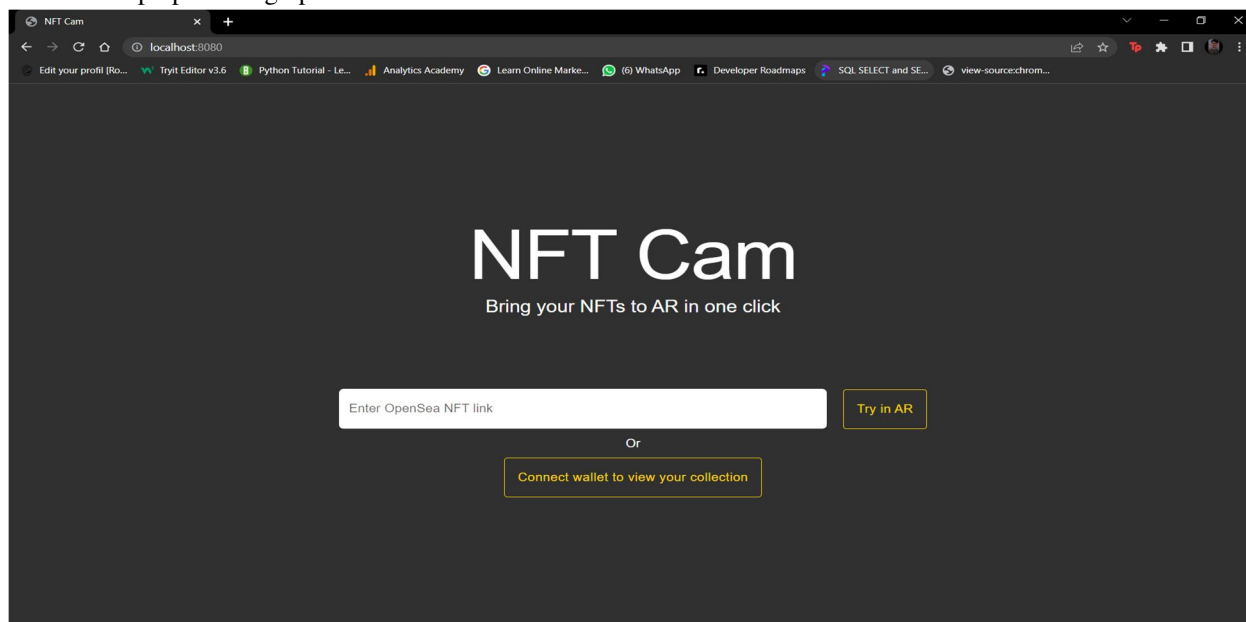 NFT Cam
localhost:8080
Edit your profil [Ro... Tryit Editor v3.6 Python Tutorial - Le... Analytics Academy Learn Online Marke... (6) WhatsApp Developer Roadmaps SQL SELECT and SE... view-source:chrom...
NFT Cam
Bring your NFTs to AR in one click
Enter OpenSea NFT link Try in AR
Or
Connect wallet to view your collection